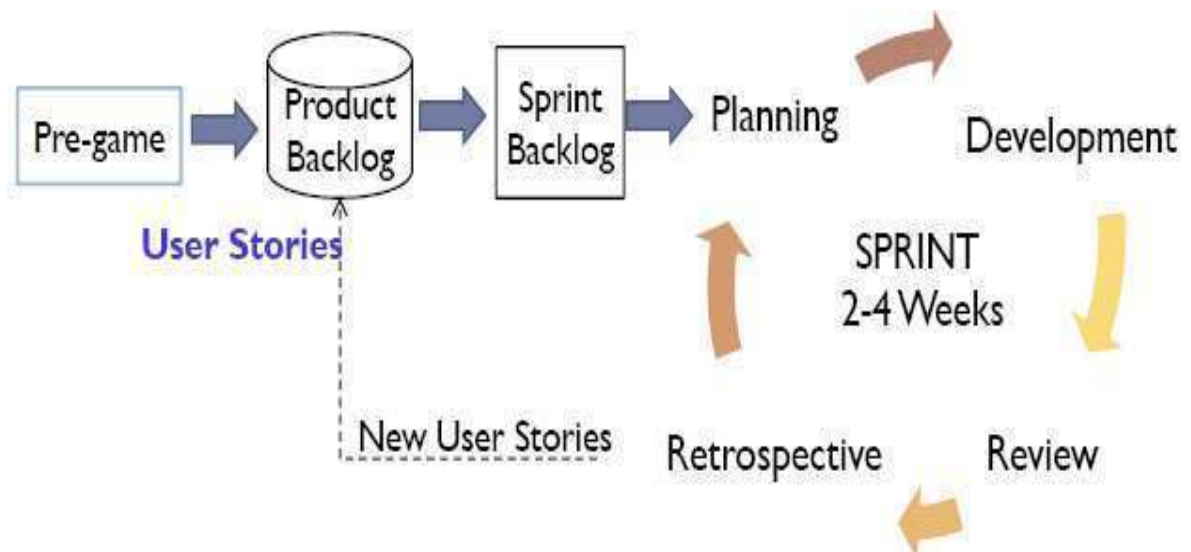 Pre-game
Product
Backlog
Sprint
Backlog
Planning
Development
User Stories
SPRINT
2-4 Weeks
New User Stories
Retrospective
Review